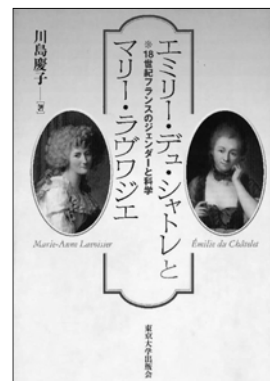 エミリー・デュ・シャトレと
マリー・ラヴワジエ
18世紀フランスのジェンダーと科学
川島慶子[著]
Marie-Anne Lavoisier
Émilie du Châtelet
東京大学出版会